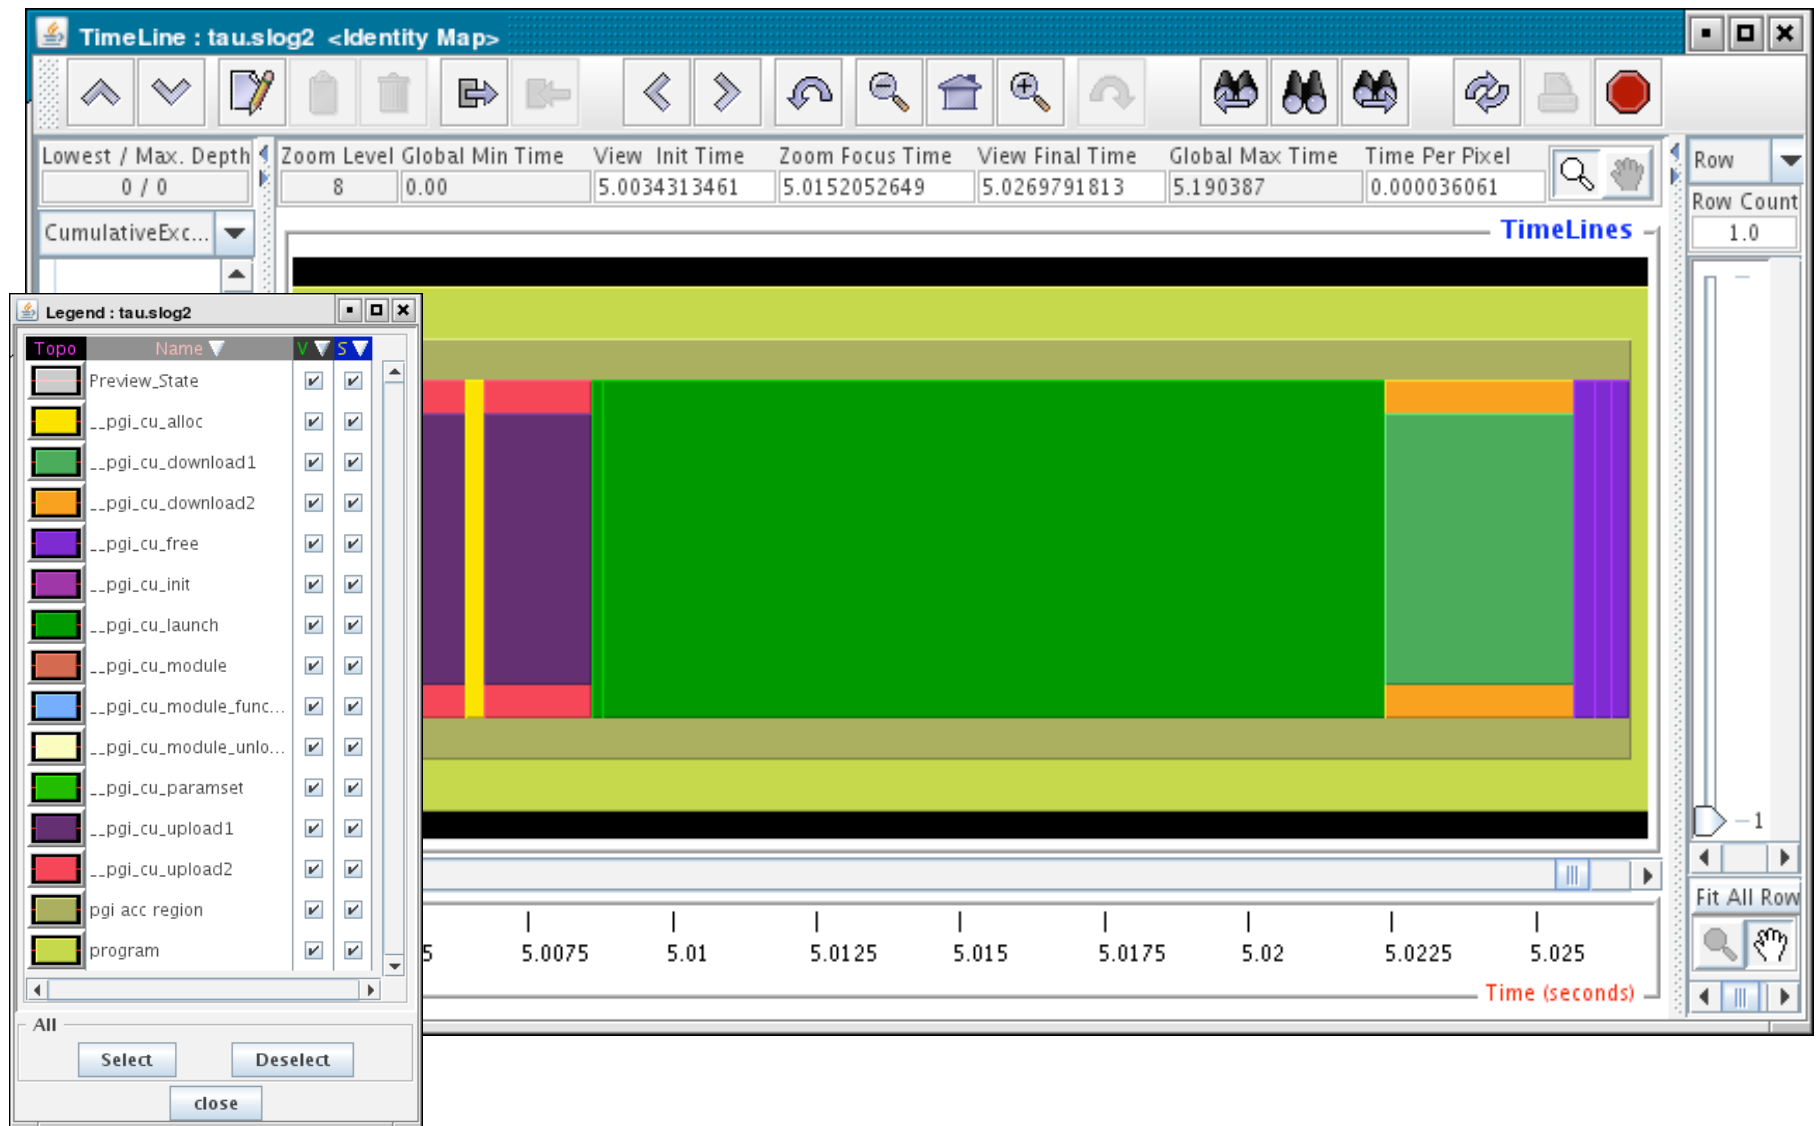 TimeLine : tau.slog2 <Identity Map>
Lowest / Max. Depth
0 / 0
Zoom Level
8
Global Min Time
0.00
View Init Time
5.0034313461
Zoom Focus Time
5.0152052649
View Final Time
5.0269791813
Global Max Time
5.190387
Time Per Pixel
0.000036061
Row
Row Count
1.0
CumulativeExc...
TimeLines
Legend : tau.slog2
Topo Name V S
Preview_State
__pgi_cu_alloc
__pgi_cu_download1
__pgi_cu_download2
__pgi_cu_free
__pgi_cu_init
__pgi_cu_launch
__pgi_cu_module
__pgi_cu_module_func...
__pgi_cu_module_unlo...
__pgi_cu_paramset
__pgi_cu_upload1
__pgi_cu_upload2
pgi acc region
program
All
Select Deselect
close
1
Fit All Row
5 5.0075 5.01 5.0125 5.015 5.0175 5.02 5.0225 5.025
Time (seconds)